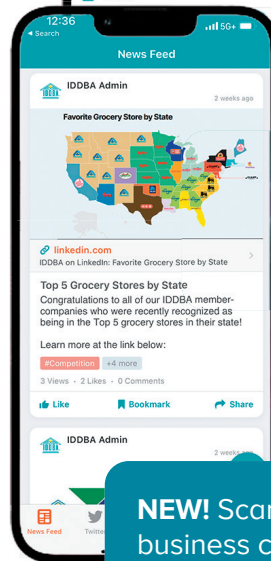 12:36
5G+
Search
News Feed
IDDBA
IDDBA Admin
2 weeks ago
Favorite Grocery Store by State
linkedin.com
IDDBA on LinkedIn: Favorite Grocery Store by State
Top 5 Grocery Stores by State
Congratulations to all of our IDDBA member-
companies who were recently recognized as
being in the Top 5 grocery stores in their state!
Learn more at the link below:
#Competition +4 more
3 Views • 2 Likes • 0 Comments
Like Bookmark Share
IDDBA
IDDBA Admin
2 weeks ago
News Feed
NEW! Scan
business c